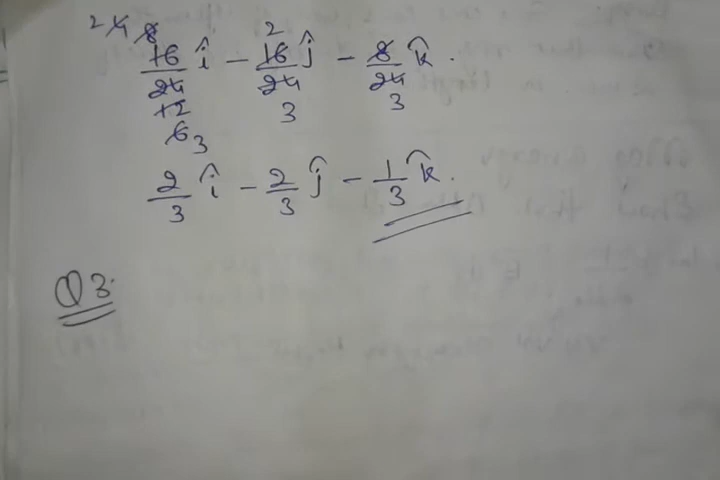 16/24 î - 16/24 ĵ - 8/24 k̂.
2/3 î - 2/3 ĵ - 1/3 k̂.
Q3.